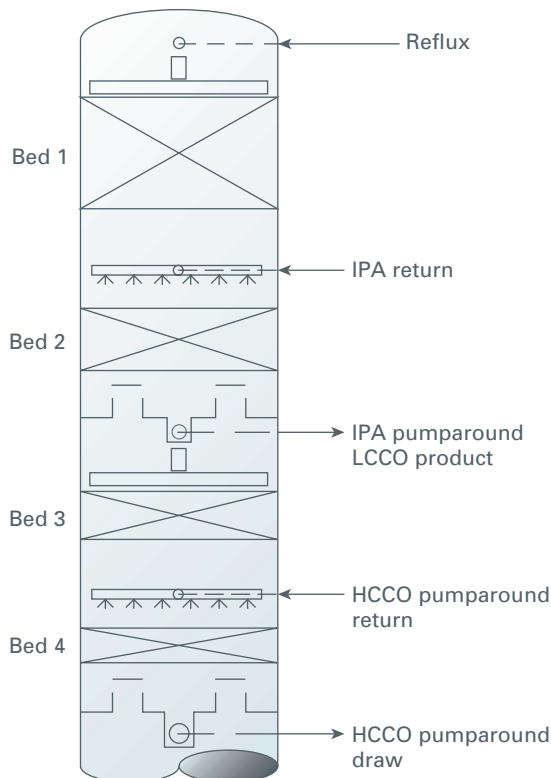 Reflux
Bed 1
IPA return
Bed 2
IPA pumparound
LCCO product
Bed 3
HCCO pumparound
return
Bed 4
HCCO pumparound
draw